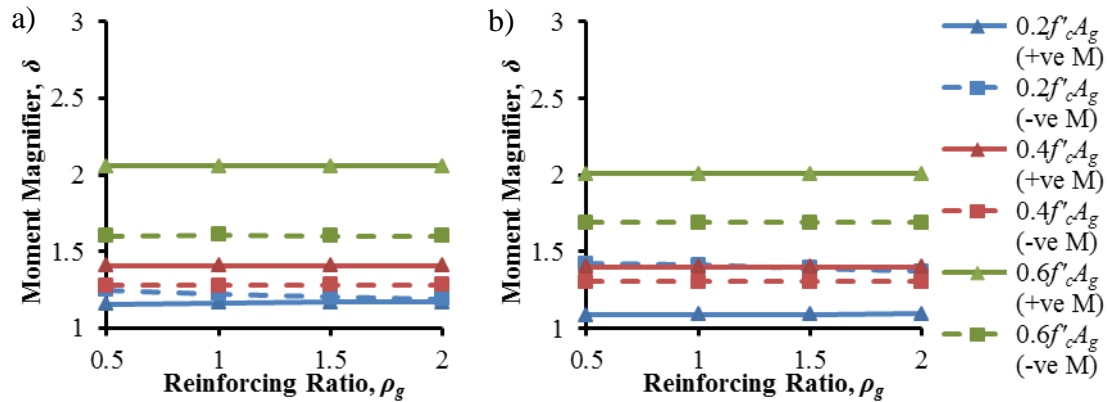 a)
Moment Magnifier, δ
3
2.5
2
1.5
1
0.5 1 1.5 2
Reinforcing Ratio, ρg
b)
Moment Magnifier, δ
3
2.5
2
1.5
1
0.5 1 1.5 2
Reinforcing Ratio, ρg
0.2f'cAg
(+ve M)
0.2f'cAg
(-ve M)
0.4f'cAg
(+ve M)
0.4f'cAg
(-ve M)
0.6f'cAg
(+ve M)
0.6f'cAg
(-ve M)